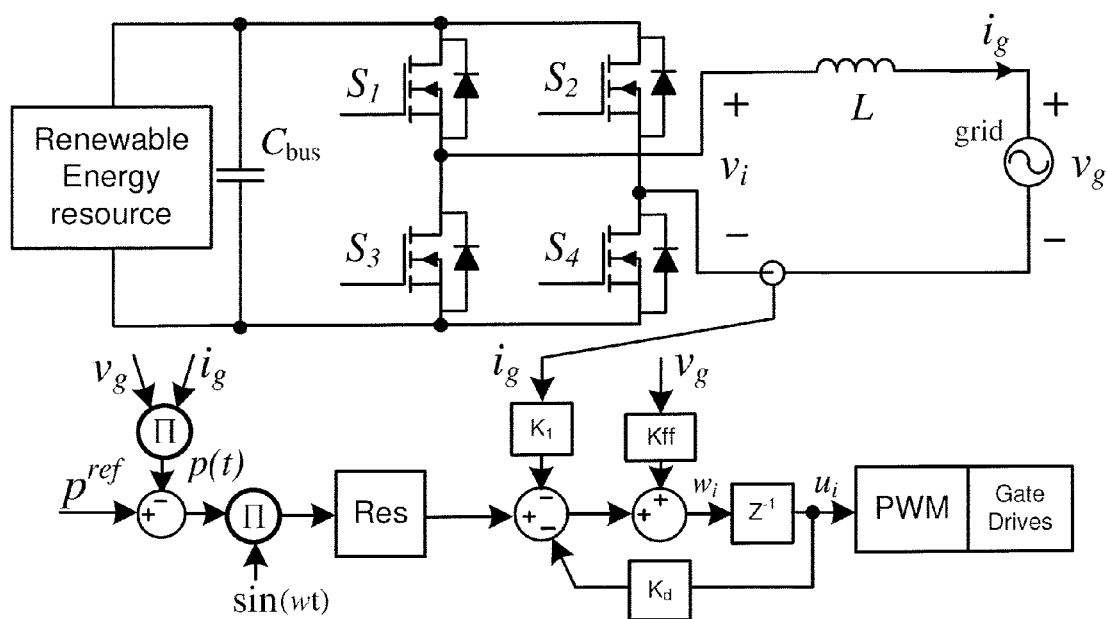 i_g
S_1
S_2
+
L
+
Renewable
Energy
resource
C_bus
v_i
grid
v_g
S_3
S_4
−
−
v_g
i_g
i_g
v_g
Π
K_1
Kff
p^ref
p(t)
−
+
Π
Res
−
+
−
+
+
w_i
Z^-1
u_i
PWM
Gate
Drives
K_d
sin(wt)